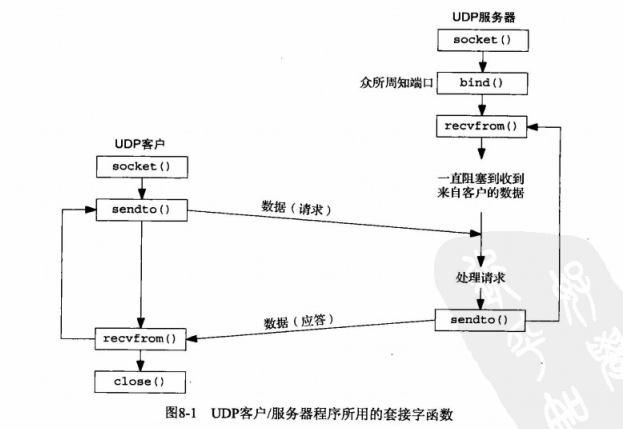 UDP服务器
socket()
众所周知端口
bind()
recvfrom()
UDP客户
socket()
一直阻塞到收到
来自客户的数据
sendto()
数据（请求）
处理请求
sendto()
数据（应答）
recvfrom()
close()
图8-1 UDP客户/服务器程序所用的套接字函数